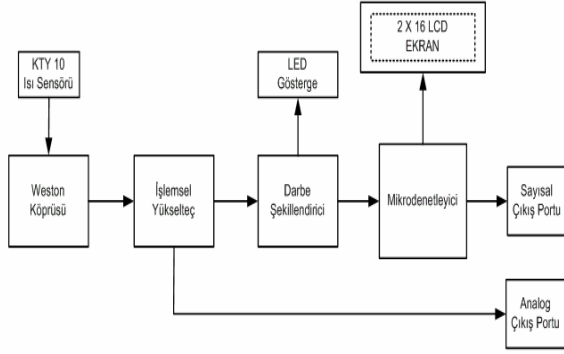 KTY 10
Isı Sensörü
LED
Gösterge
2 X 16 LCD
EKRAN
Weston
Köprüsü
İşlemsel
Yükselteç
Darbe
Şekillendirici
Mikrodenetleyici
Sayısal
Çıkış Portu
Analog
Çıkış Portu